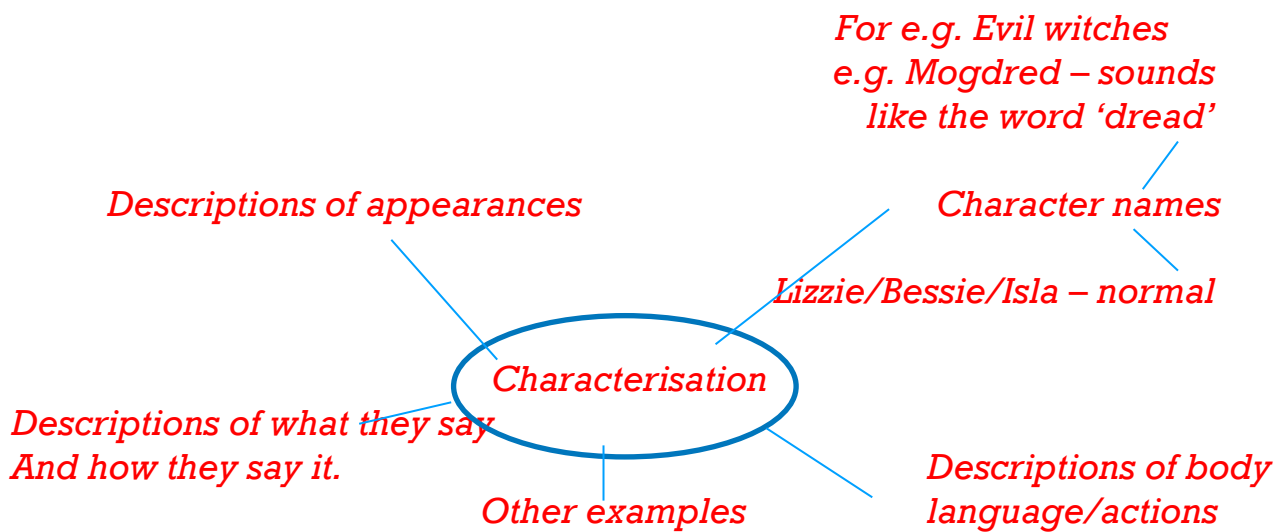 For e.g. Evil witches
e.g. Mogdred – sounds
like the word ‘dread’
Descriptions of appearances
Character names
Lizzie/Bessie/Isla – normal
Characterisation
Descriptions of what they say
And how they say it.
Other examples
Descriptions of body
language/actions